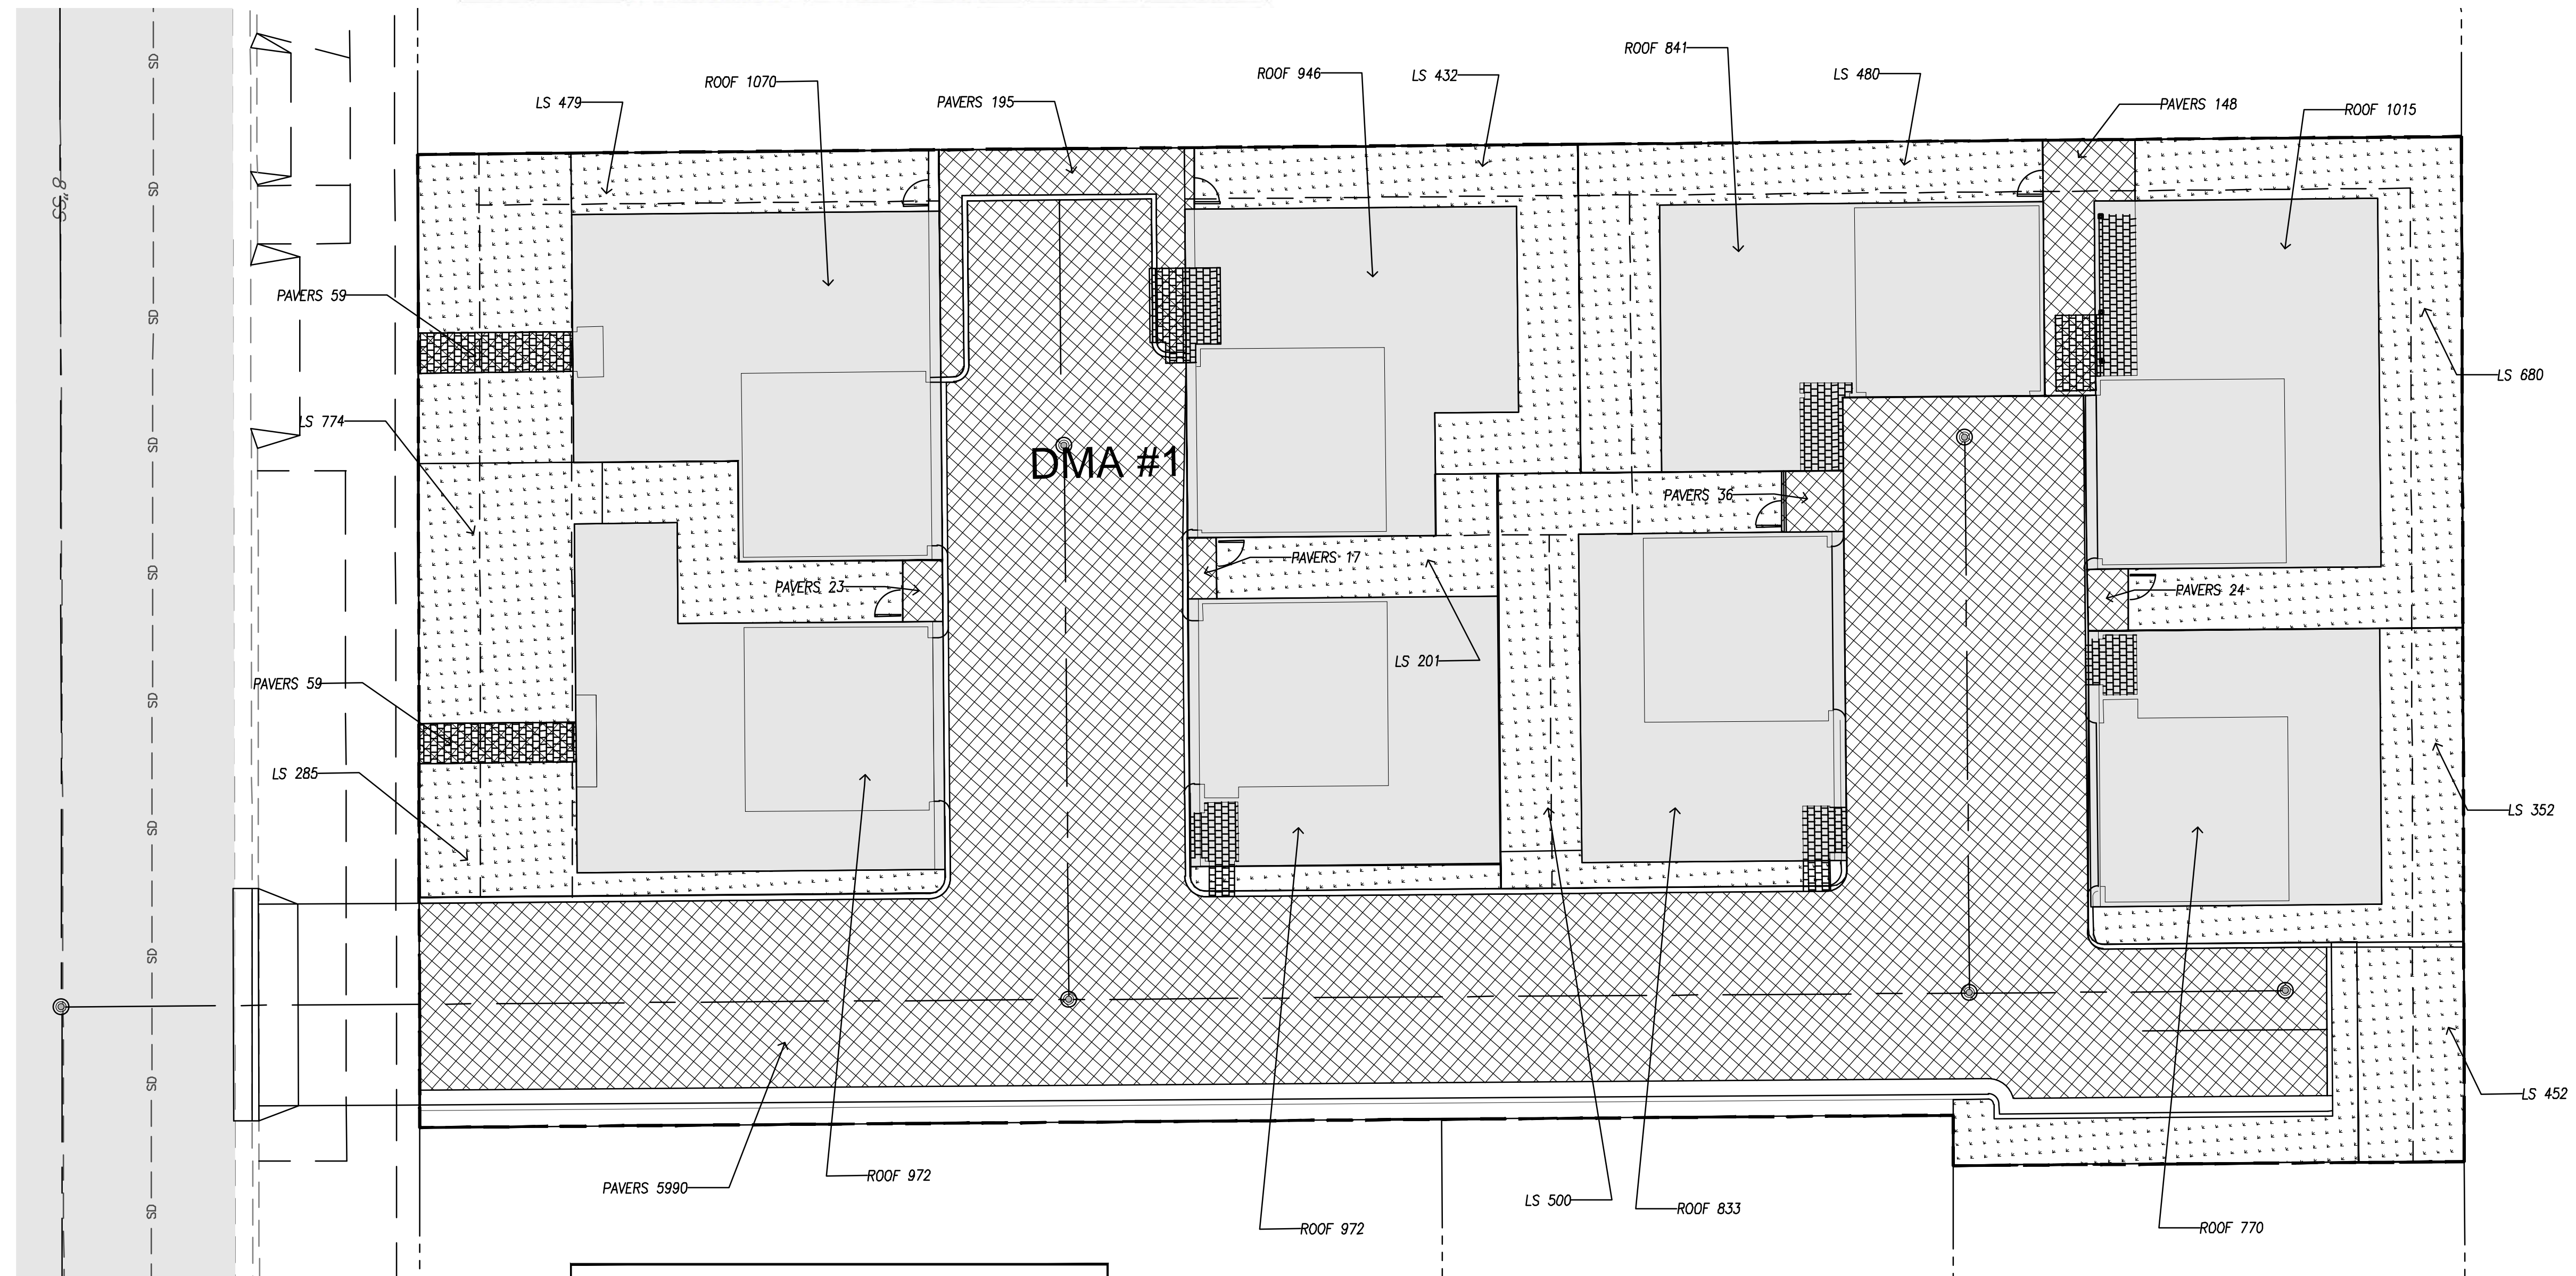 ROOF 841
ROOF 946
LS 432
LS 480
ROOF 1070
LS 479
PAVERS 195
PAVERS 148
ROOF 1015
SD
SD
8"SS
SD
PAVERS 59
SD
LS 680
LS 774
SD
DMA #1
PAVERS 36
PAVERS 17
SD
PAVERS 23
PAVERS 24
LS 201
PAVERS 59
SD
LS 285
LS 352
SD
SD
SD
LS 452
ROOF 972
PAVERS 5990
LS 500
ROOF 833
SD
ROOF 972
ROOF 770